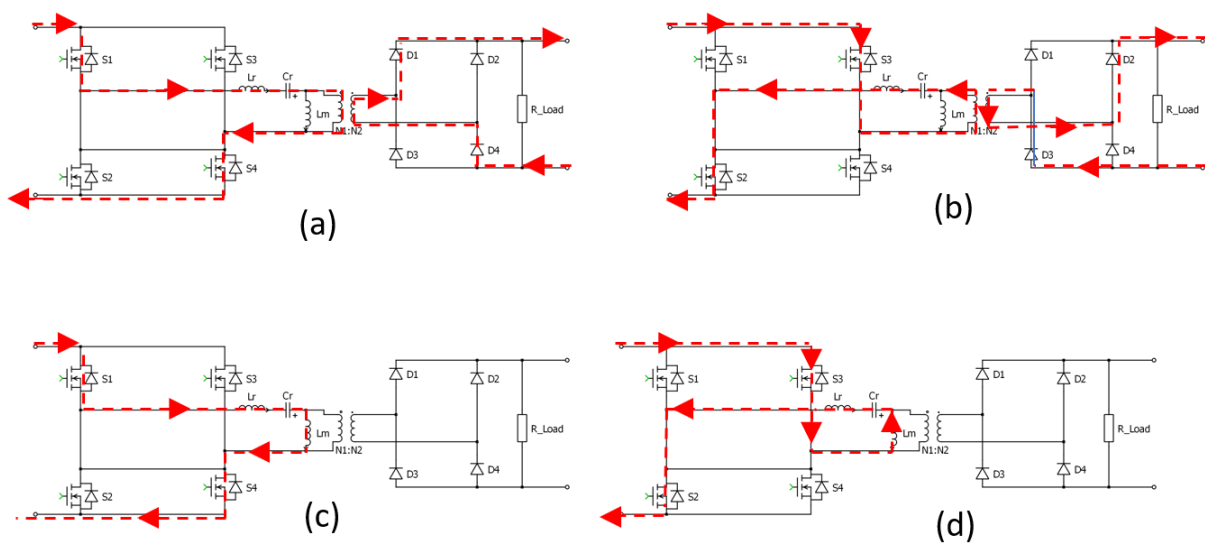 S1
S3
D1
D2
Lr
Cr
+
Lm
R_Load
N1:N2
S2
S4
D3
D4
(a)
S1
S3
D1
D2
Lr
Cr
+
Lm
R_Load
N1:N2
S2
S4
D3
D4
(b)
S1
S3
D1
D2
Lr
Cr
+
Lm
R_Load
N1:N2
S2
S4
D3
D4
(c)
S1
S3
D1
D2
Lr
Cr
+
Lm
R_Load
N1:N2
S2
S4
D3
D4
(d)